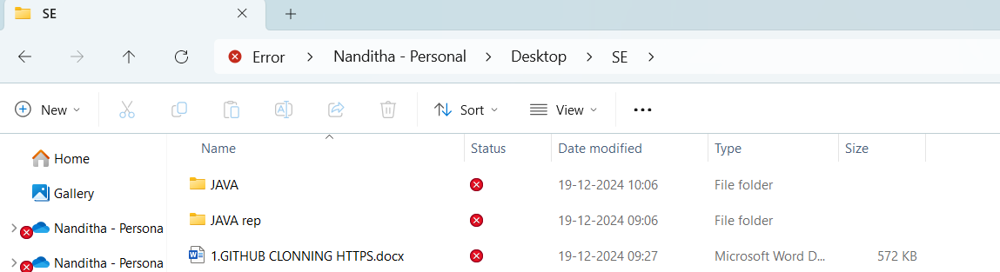 SE
Error Nanditha - Personal Desktop SE
New Sort View
Name Status Date modified Type Size
Home
Gallery
Nanditha - Persona
Nanditha - Persona
JAVA 19-12-2024 10:06 File folder
JAVA rep 19-12-2024 09:06 File folder
1.GITHUB CLONNING HTTPS.docx 19-12-2024 09:27 Microsoft Word D... 572 KB